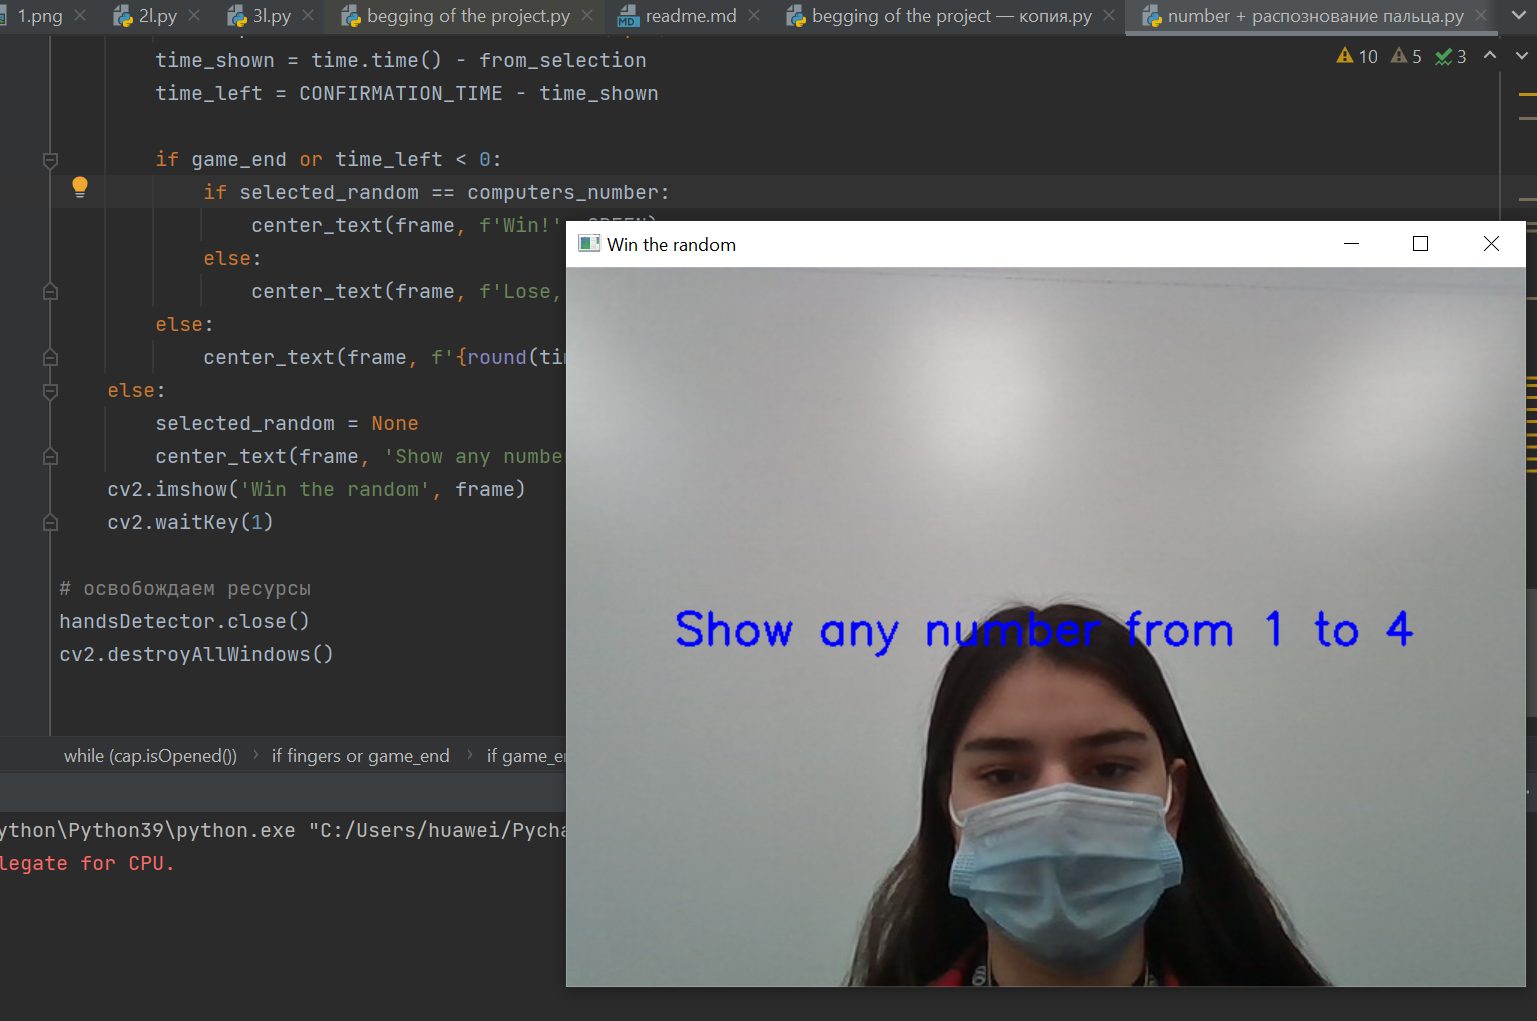 1.png
2l.py
3l.py
begging of the project.py
readme.md
begging of the project — копия.py
number + распознование пальца.py
10 5 3
time_shown = time.time() - from_selection
time_left = CONFIRMATION_TIME - time_shown
if game_end or time_left < 0:
if selected_random == computers_number:
center_text(frame, f'Win!'
else:
center_text(frame, f'Lose,
else:
center_text(frame, f'{round(
else:
selected_random = None
center_text(frame, 'Show any
cv2.imshow('Win the random', frame)
cv2.waitKey(1)
# освобождаем ресурсы
handsDetector.close()
cv2.destroyAllWindows()
while (cap.isOpened()) › if fingers or game_end › if
ython\Python39\python.exe "C:/Users/huawei/Pycha
legate for CPU.
Win the random
Show any number from 1 to 4
MD